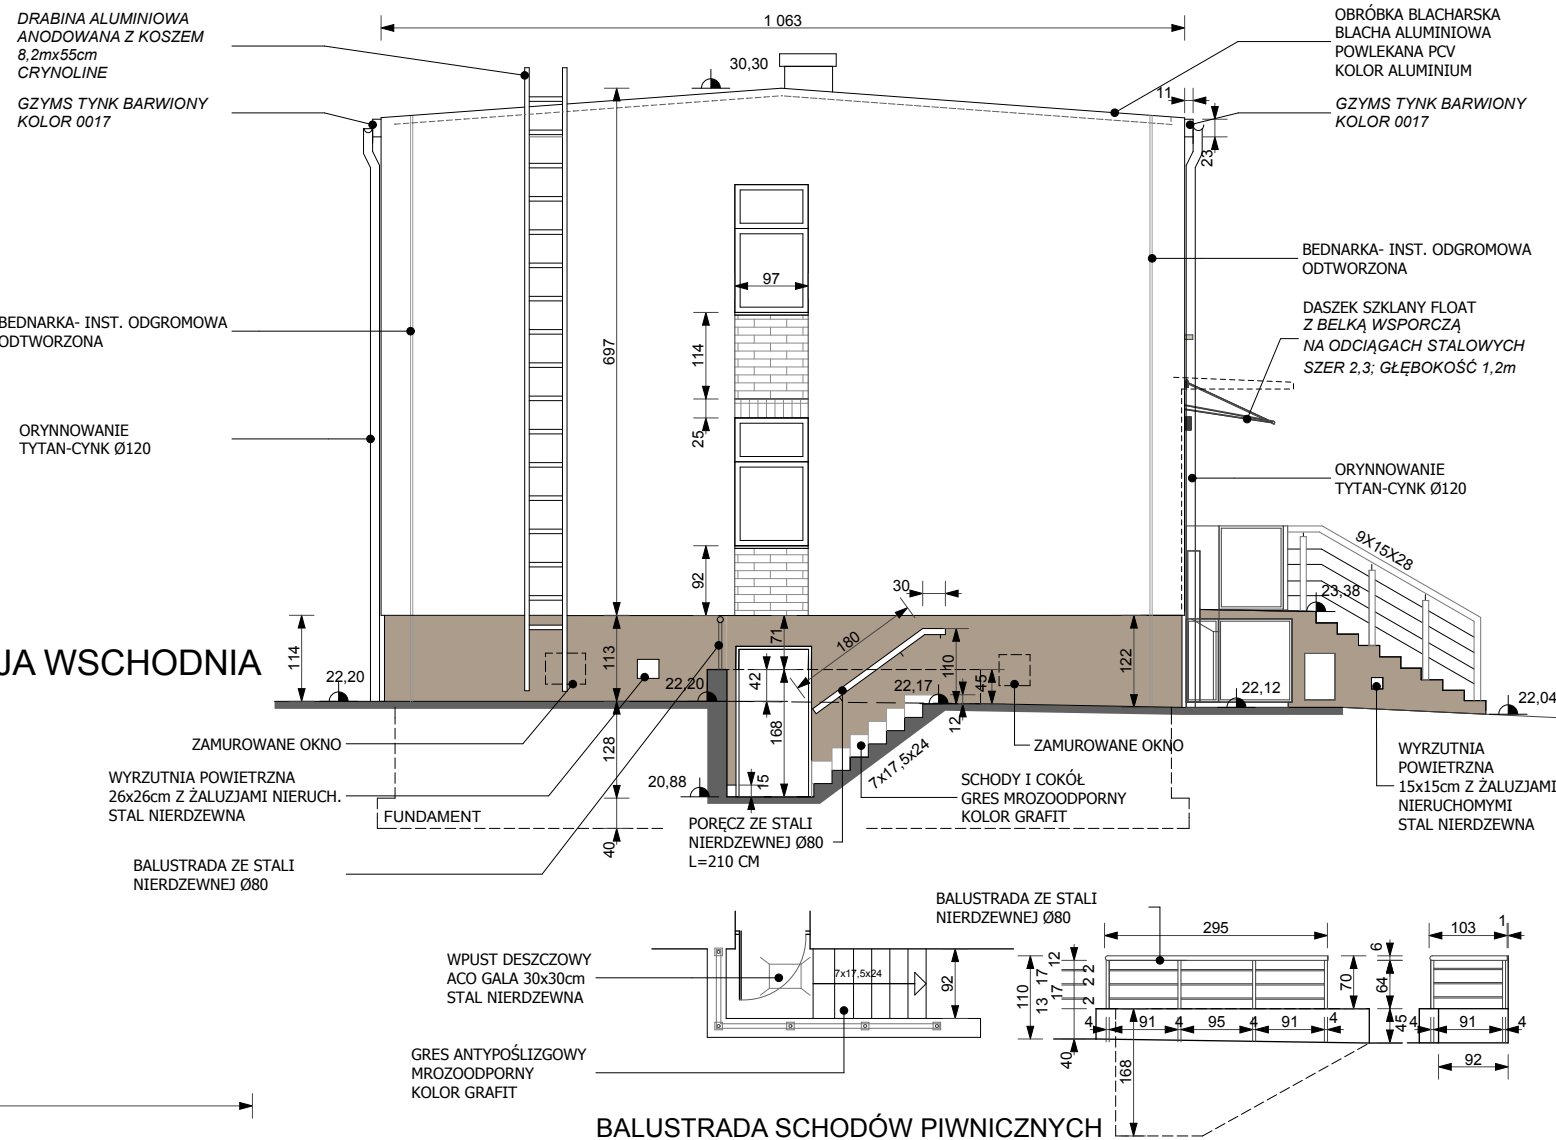 DRABINA ALUMINIOWA
ANODOWANA Z KOSZEM
8,2mx55cm
CRYNOLINE
GZYMS TYNK BARWIONY
KOLOR 0017
1 063
30,30
OBRÓBKA BLACHARSKA
BLACHA ALUMINIOWA
POWLEKANA PCV
KOLOR ALUMINIUM
11
GZYMS TYNK BARWIONY
KOLOR 0017
23
BEDNARKA- INST. ODGROMOWA
ODTWORZONA
97
BEDNARKA- INST. ODGROMOWA
ODTWORZONA
DASZEK SZKLANY FLOAT
Z BELKĄ WSPORCZĄ
NA ODCIĄGACH STALOWYCH
SZER 2,3; GŁĘBOKOŚĆ 1,2m
697
114
25
92
ORYNNOWANIE
TYTAN-CYNK Ø120
ORYNNOWANIE
TYTAN-CYNK Ø120
9X15X28
30
23,38
JA WSCHODNIA
114
22,20
113
22,20
71
42
168
15
180
110
22,17
45
12
122
22,12
22,04
ZAMUROWANE OKNO
128
20,88
7x17,5x24
ZAMUROWANE OKNO
WYRZUTNIA POWIETRZNA
26x26cm Z ŻALUZJAMI NIERUCH.
STAL NIERDZEWNA
FUNDAMENT
40
PORĘCZ ZE STALI
NIERDZEWNEJ Ø80
L=210 CM
SCHODY I COKÓŁ
GRES MROZOODPORNY
KOLOR GRAFIT
WYRZUTNIA
POWIETRZNA
15x15cm Z ŻALUZJAMI
NIERUCHOMYMI
STAL NIERDZEWNA
BALUSTRADA ZE STALI
NIERDZEWNEJ Ø80
BALUSTRADA ZE STALI
NIERDZEWNEJ Ø80
WPUST DESZCZOWY
ACO GALA 30x30cm
STAL NIERDZEWNA
7x17,5x24
92
GRES ANTYPOŚLIZGOWY
MROZOODPORNY
KOLOR GRAFIT
295
103
1
12
17
17
13
2
2
2
110
40
168
4
91
4
95
4
91
4
70
6
64
45
4
91
4
92
BALUSTRADA SCHODÓW PIWNICZNYCH